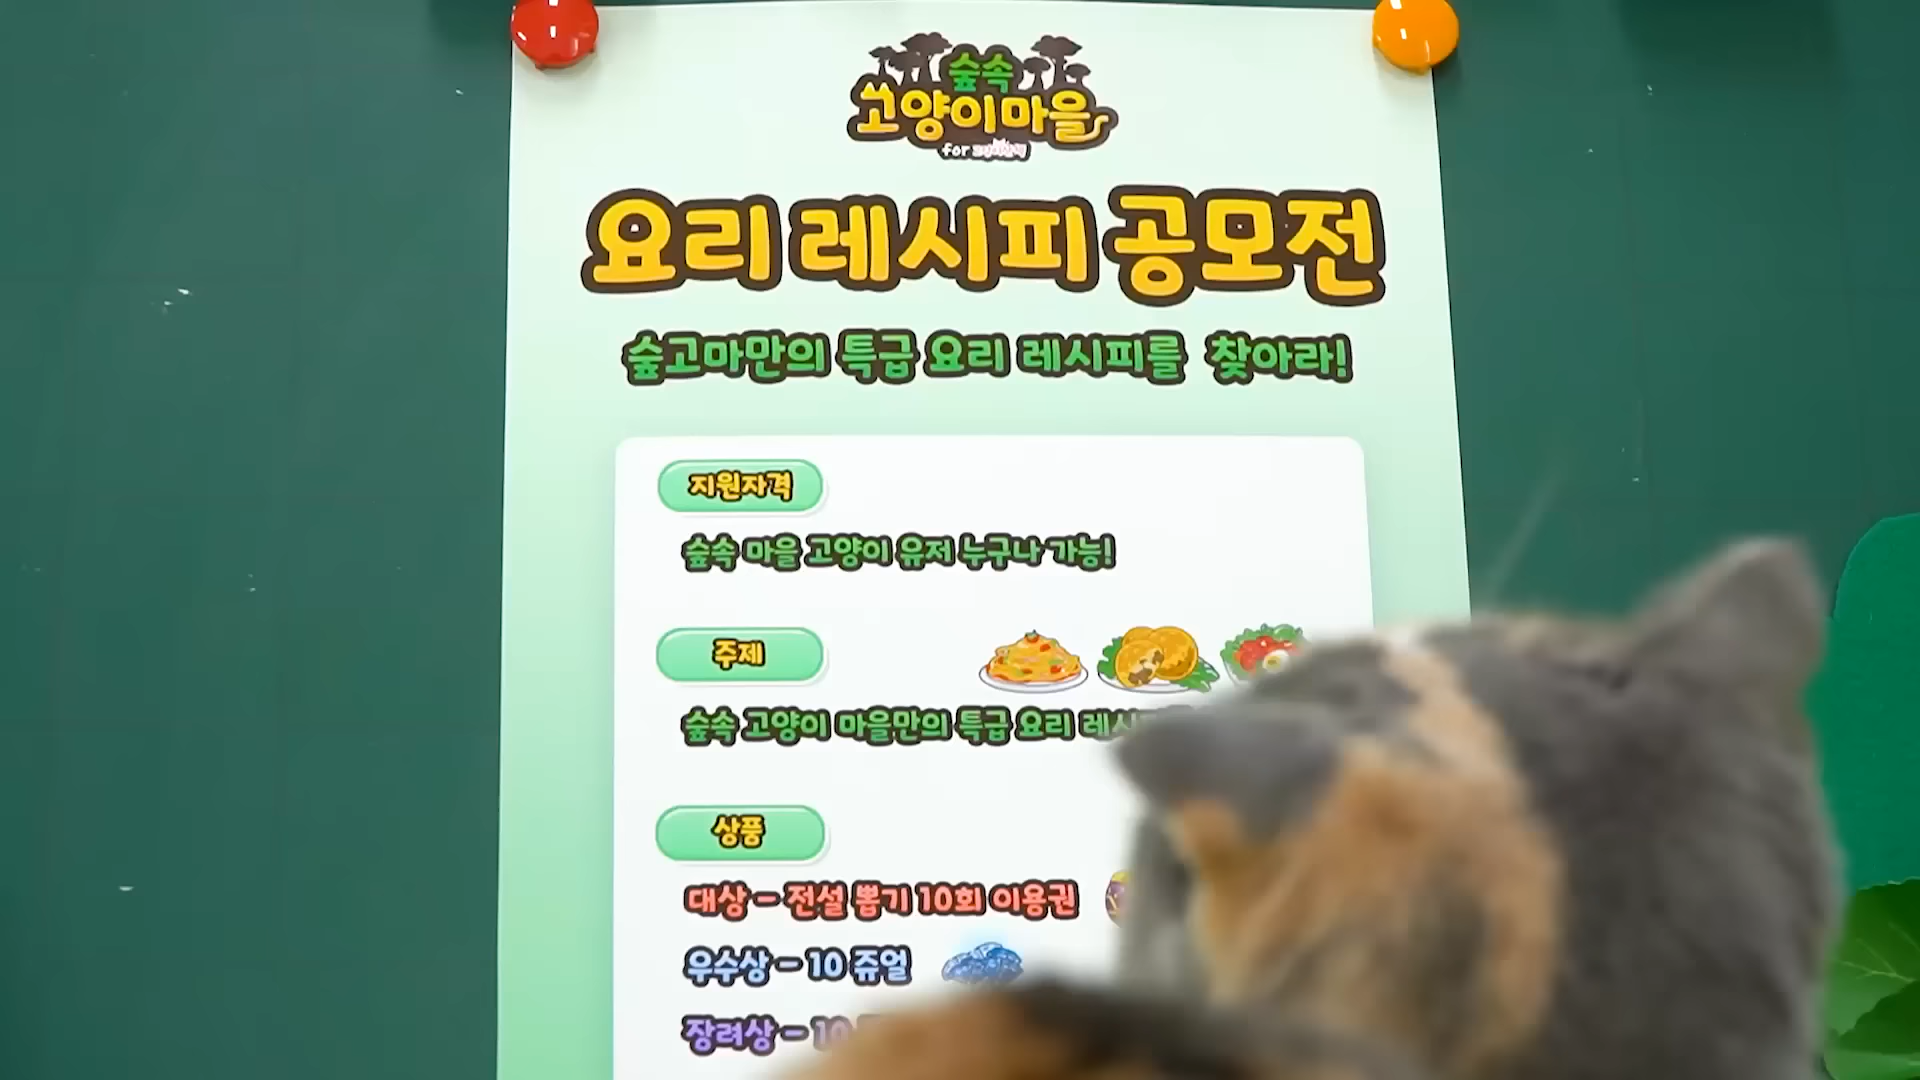 숲속
고양이마을
for
요리 레시피 공모전
숲고마만의 특급 요리 레시피를 찾아라!
지원자격
숲속 마을 고양이 유저 누구나 가능!
주제
숲속 고양이 마을만의 특급 요리
상품
대상 - 전설 뽑기 10회 이용권
우수상 - 10 쥬얼
장려상 - 10